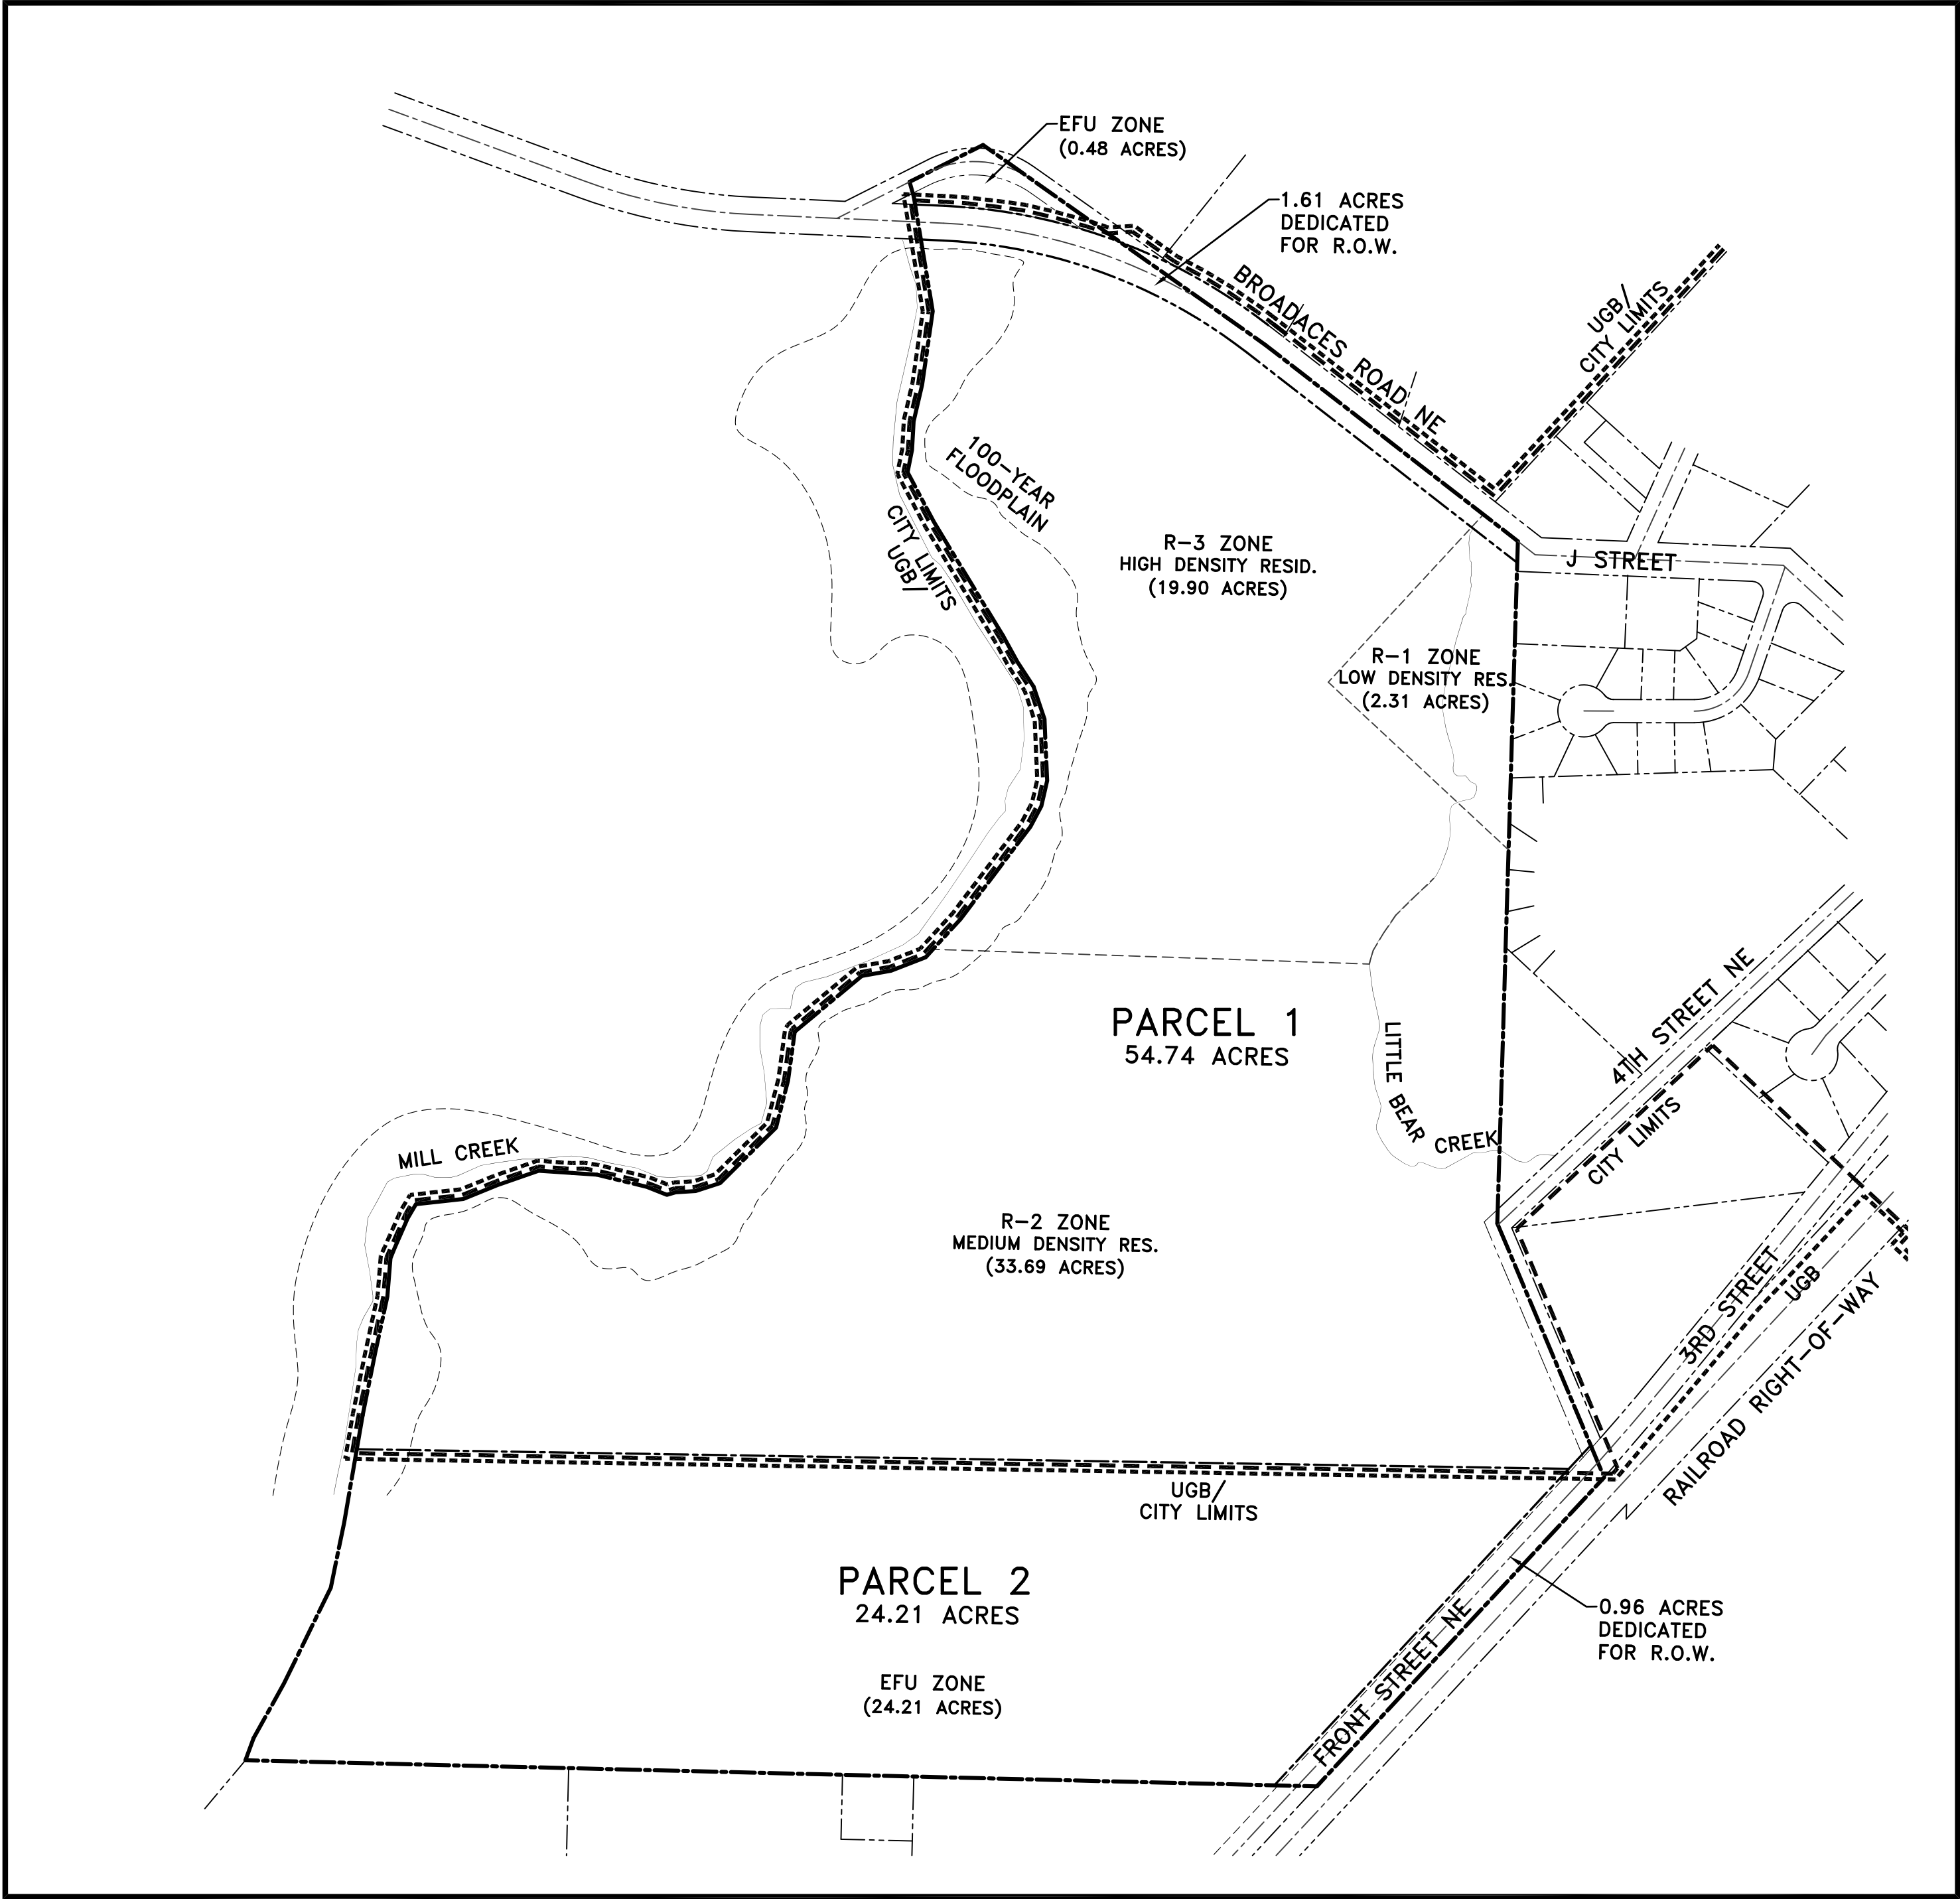 EFU ZONE
(0.48 ACRES)
1.61 ACRES
DEDICATED
FOR R.O.W.
BROADACES ROAD NE
UGB/
CITY LIMITS
100-YEAR
FLOODPLAIN
CITY LIMITS
UGB/
R-3 ZONE
HIGH DENSITY RESID.
(19.90 ACRES)
J STREET
R-1 ZONE
LOW DENSITY RES.
(2.31 ACRES)
PARCEL 1
54.74 ACRES
LITTLE BEAR CREEK
4TH STREET NE
CITY LIMITS
MILL CREEK
R-2 ZONE
MEDIUM DENSITY RES.
(33.69 ACRES)
3RD STREET
UGB
RAILROAD RIGHT-OF-WAY
UGB/
CITY LIMITS
PARCEL 2
24.21 ACRES
EFU ZONE
(24.21 ACRES)
FRONT STREET NE
0.96 ACRES
DEDICATED
FOR R.O.W.